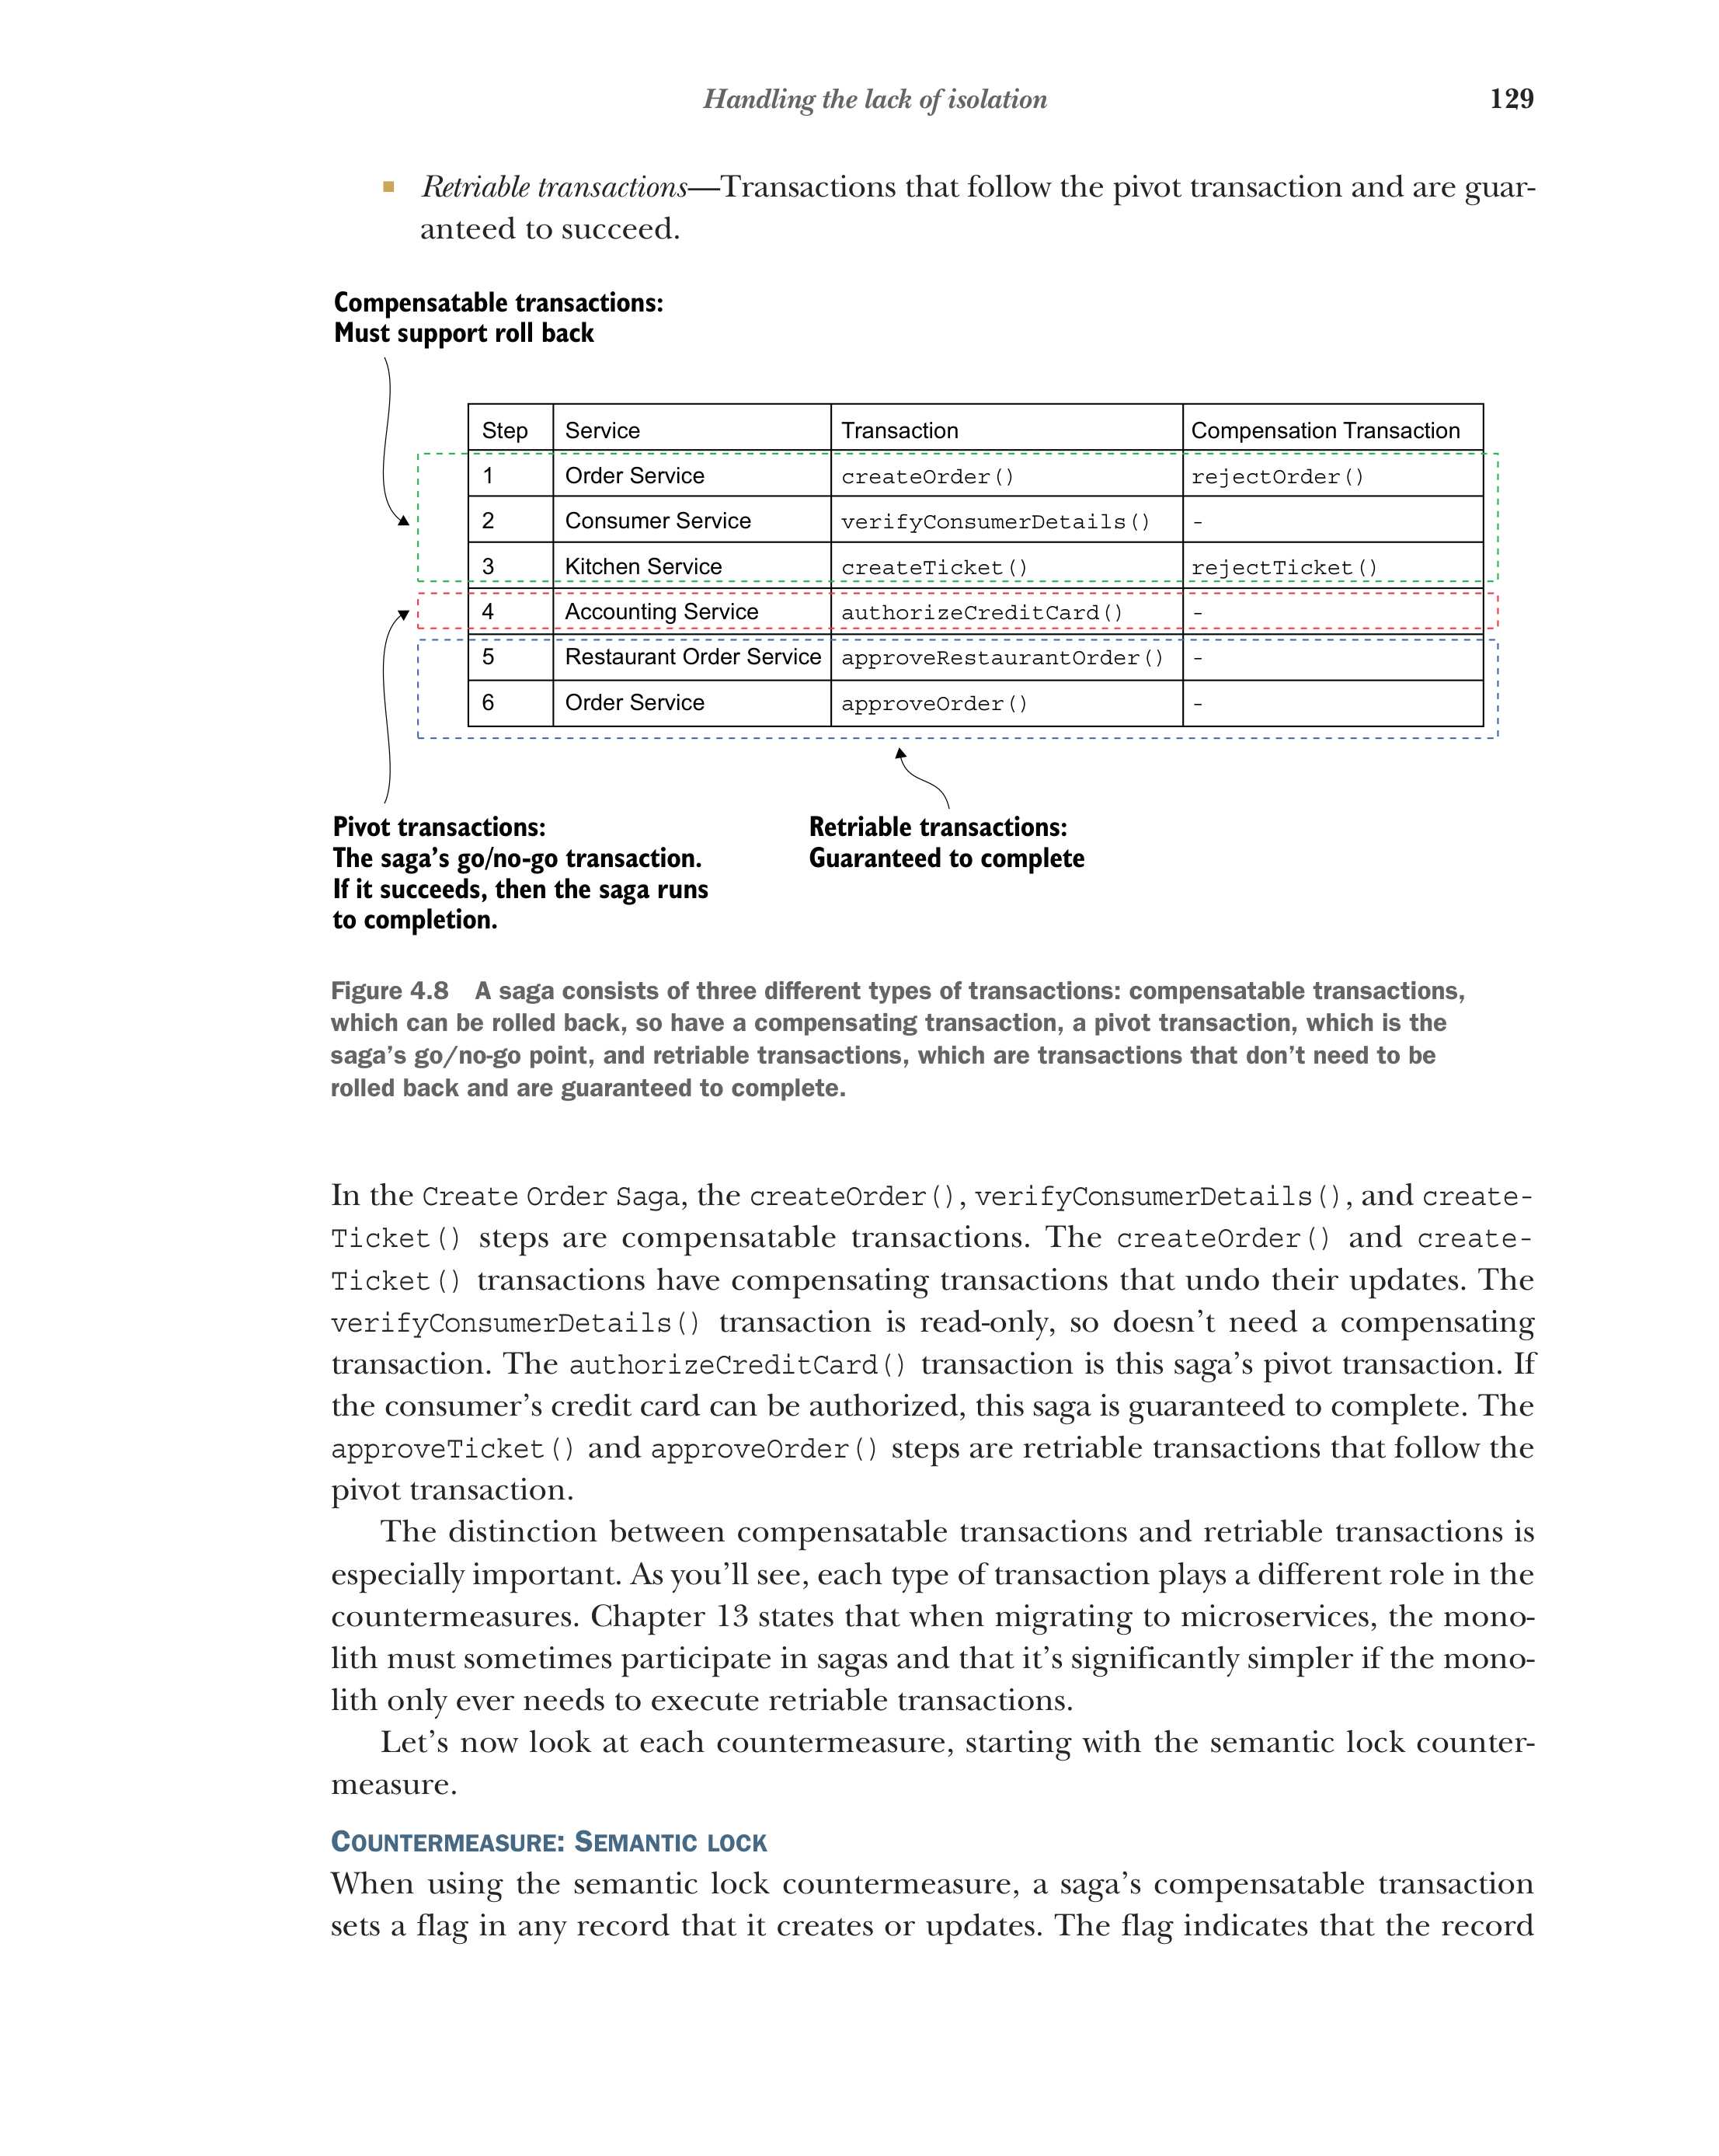 Handling the lack of isolation 129
■ Retriable transactions—Transactions that follow the pivot transaction and are guar-
anteed to succeed.
Compensatable transactions:
Must support roll back
Step Service Transaction Compensation Transaction
1 Order Service createOrder() rejectOrder()
2 Consumer Service verifyConsumerDetails() -
3 Kitchen Service createTicket() rejectTicket()
4 Accounting Service authorizeCreditCard() -
5 Restaurant Order Service approveRestaurantOrder() -
6 Order Service approveOrder() -
Pivot transactions:
The saga’s go/no-go transaction.
If it succeeds, then the saga runs
to completion.
Retriable transactions:
Guaranteed to complete
Figure 4.8 A saga consists of three different types of transactions: compensatable transactions,
which can be rolled back, so have a compensating transaction, a pivot transaction, which is the
saga’s go/no-go point, and retriable transactions, which are transactions that don’t need to be
rolled back and are guaranteed to complete.
In the Create Order Saga, the createOrder(), verifyConsumerDetails(), and create-
Ticket() steps are compensatable transactions. The createOrder() and create-
Ticket() transactions have compensating transactions that undo their updates. The
verifyConsumerDetails() transaction is read-only, so doesn’t need a compensating
transaction. The authorizeCreditCard() transaction is this saga’s pivot transaction. If
the consumer’s credit card can be authorized, this saga is guaranteed to complete. The
approveTicket() and approveOrder() steps are retriable transactions that follow the
pivot transaction.
The distinction between compensatable transactions and retriable transactions is
especially important. As you’ll see, each type of transaction plays a different role in the
countermeasures. Chapter 13 states that when migrating to microservices, the mono-
lith must sometimes participate in sagas and that it’s significantly simpler if the mono-
lith only ever needs to execute retriable transactions.
Let’s now look at each countermeasure, starting with the semantic lock counter-
measure.
COUNTERMEASURE: SEMANTIC LOCK
When using the semantic lock countermeasure, a saga’s compensatable transaction
sets a flag in any record that it creates or updates. The flag indicates that the record